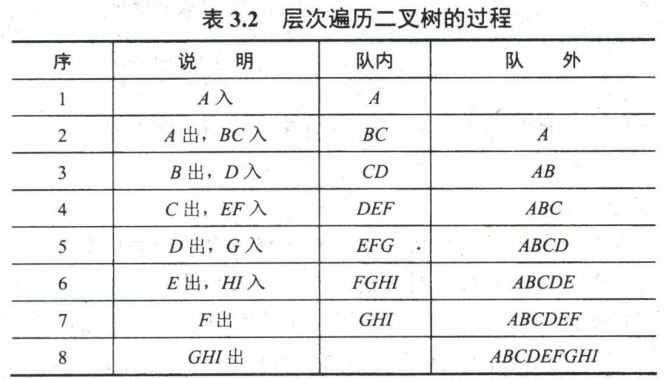 表 3.2 层次遍历二叉树的过程
序 说 明 队内 队 外
1 A 入 A
2 A 出，BC 入 BC A
3 B 出，D 入 CD AB
4 C 出，EF 入 DEF ABC
5 D 出，G 入 EFG ABCD
6 E 出，HI 入 FGHI ABCDE
7 F 出 GHI ABCDEF
8 GHI 出 ABCDEFGHI